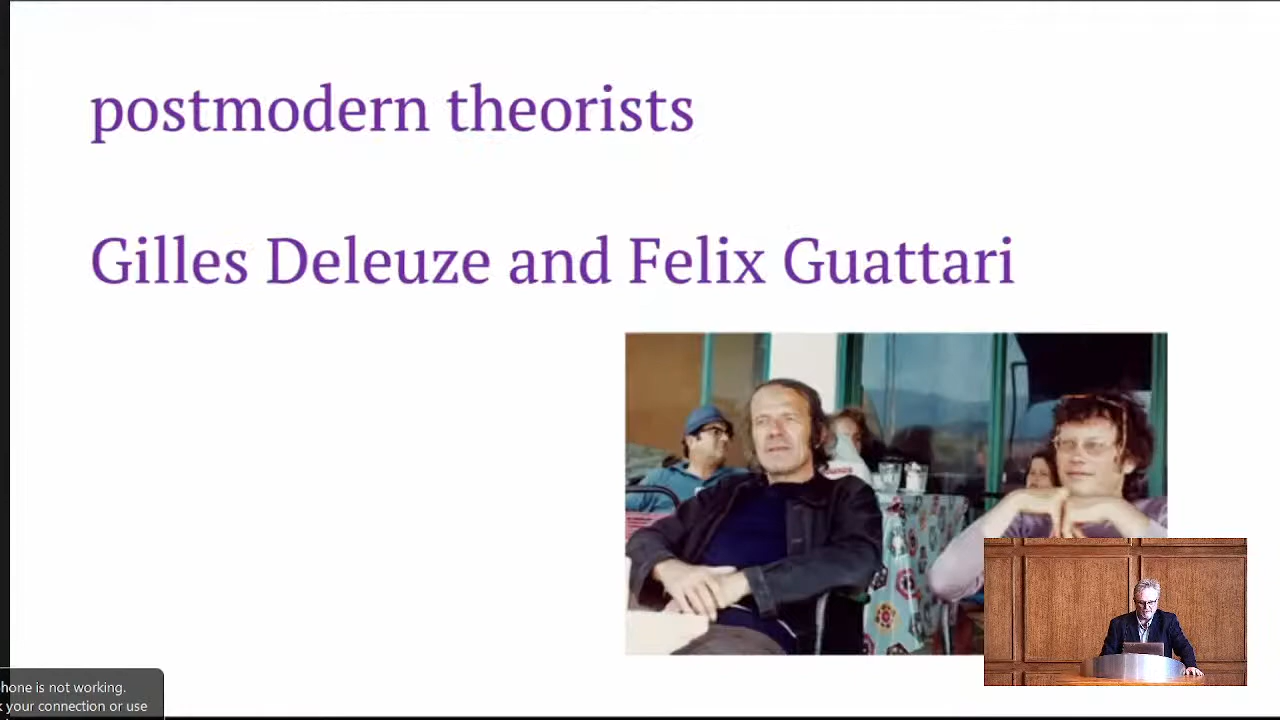 postmodern theorists
Gilles Deleuze and Felix Guattari
hone is not working.
your connection or use